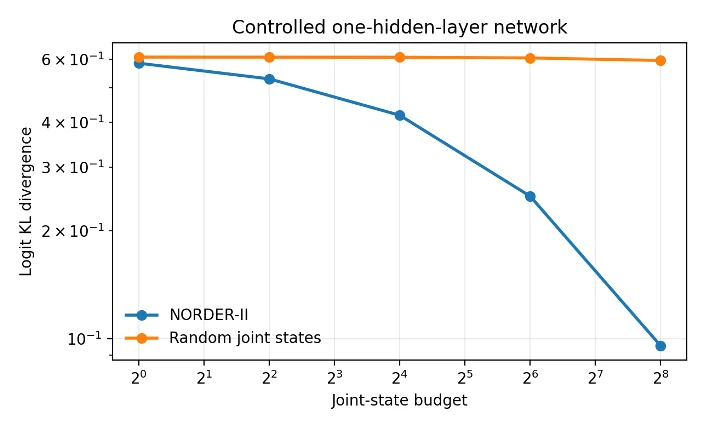 Controlled one-hidden-layer network
Logit KL divergence
6 × 10⁻¹
4 × 10⁻¹
3 × 10⁻¹
2 × 10⁻¹
10⁻¹
NORDER-II
Random joint states
2⁰ 2¹ 2² 2³ 2⁴ 2⁵ 2⁶ 2⁷ 2⁸
Joint-state budget